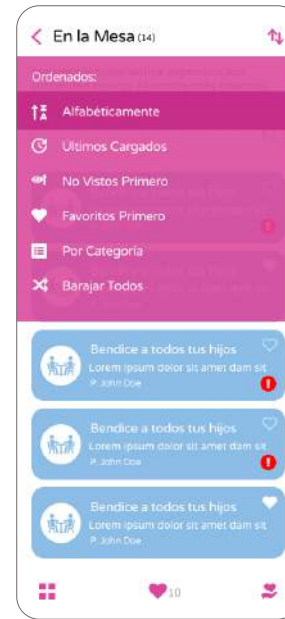 En la Mesa (14)
Ordenados:
Alfabéticamente
Ultimos Cargados
No Vistos Primero
Favoritos Primero
Por Categoría
Barajar Todos
Bendice a todos tus hijos
Lorem ipsum dolor sit amet dam sit
P. John Doe
Bendice a todos tus hijos
Lorem ipsum dolor sit amet dam sit
P. John Doe
Bendice a todos tus hijos
Lorem ipsum dolor sit amet dam sit
P. John Doe
10